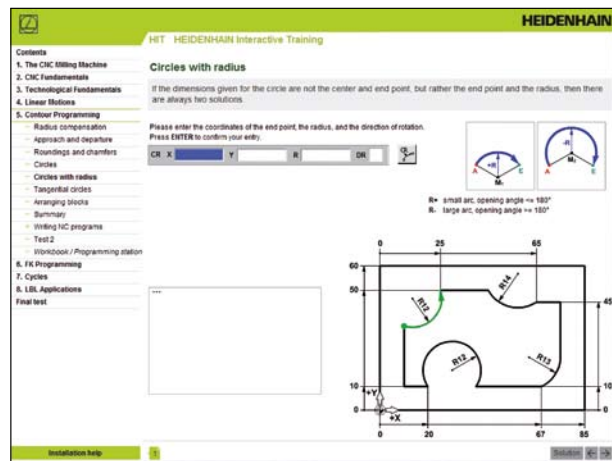 HEIDENHAIN
HIT HEIDENHAIN Interactive Training
Contents
1. The CNC Milling Machine
2. CNC Fundamentals
3. Technological Fundamentals
4. Linear Motions
5. Contour Programming
Radius compensation
Approach and departure
Roundings and chamfers
Circles
Circles with radius
Tangential circles
Arranging blocks
Summary
Writing NC programs
Test 2
Workbook / Programming station
6. FK Programming
7. Cycles
8. LBL Applications
Final test
Installation help
Circles with radius
If the dimensions given for the circle are not the center and end point, but rather the end point and the radius, then there
are always two solutions.
Please enter the coordinates of the end point, the radius, and the direction of rotation.
Press ENTER to confirm your entry.
CR X Y R DR
CR
+R
A M₁ E
-R
A M₁ E
R+ small arc, opening angle <= 180°
R- large arc, opening angle >= 180°
---
0 25 65
60
50
10
0
R12
R14
R12
R13
45
10
0
+Y
+X
0 20 67 85
1
Solution